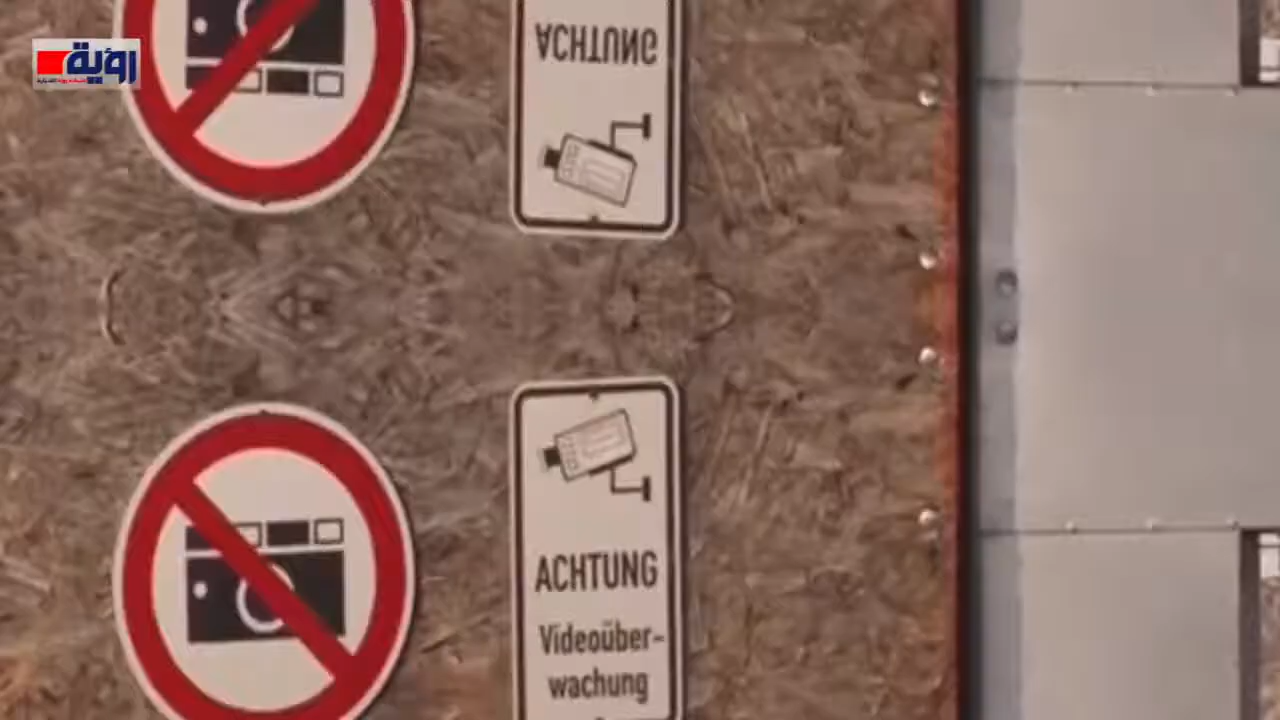 رؤية
ACHTUNG
ACHTUNG
Videoüber-
wachung